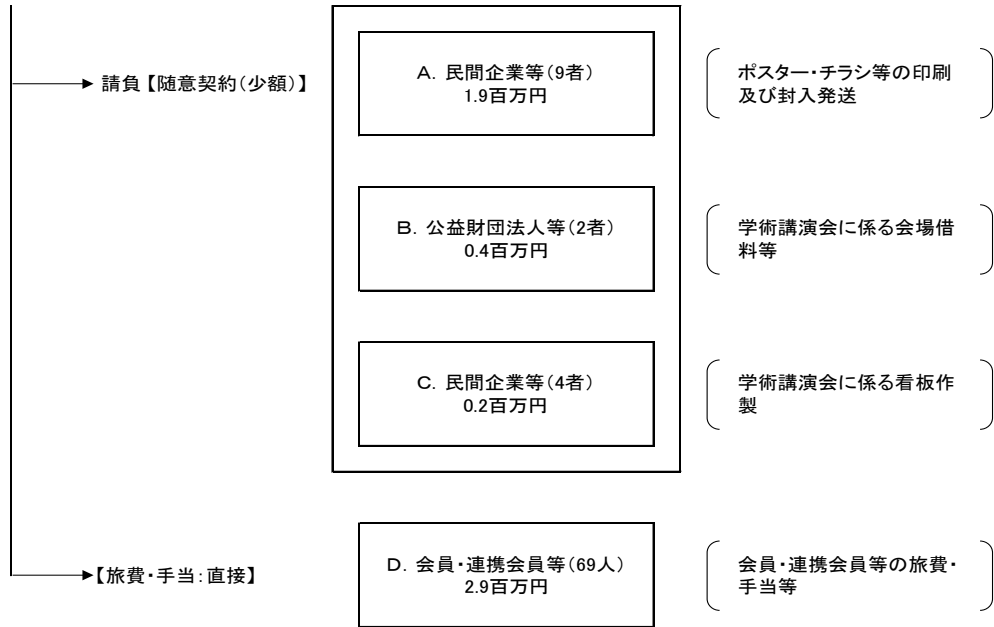 請負【随意契約（少額）】
A．民間企業等（9者）
1.9百万円
ポスター・チラシ等の印刷
及び封入発送
B．公益財団法人等（2者）
0.4百万円
学術講演会に係る会場借
料等
C．民間企業等（4者）
0.2百万円
学術講演会に係る看板作
製
【旅費・手当：直接】
D．会員・連携会員等（69人）
2.9百万円
会員・連携会員等の旅費・
手当等